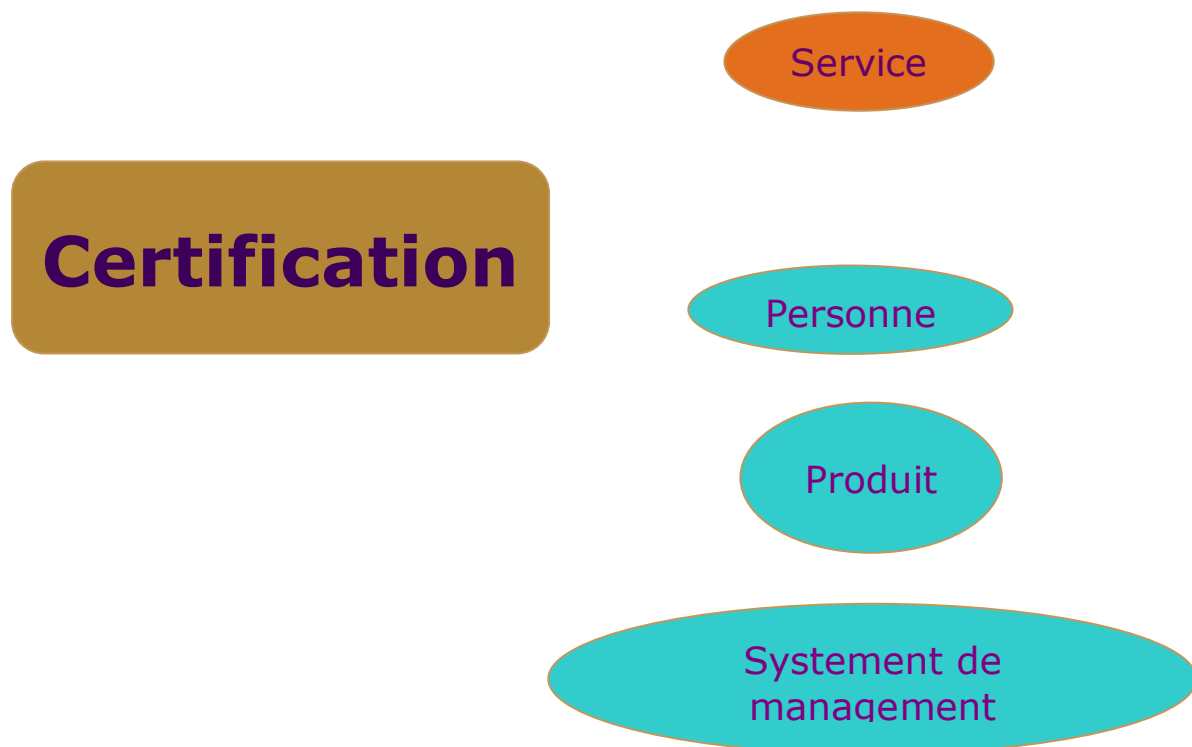 Service
Certification
Personne
Produit
Systement de
management